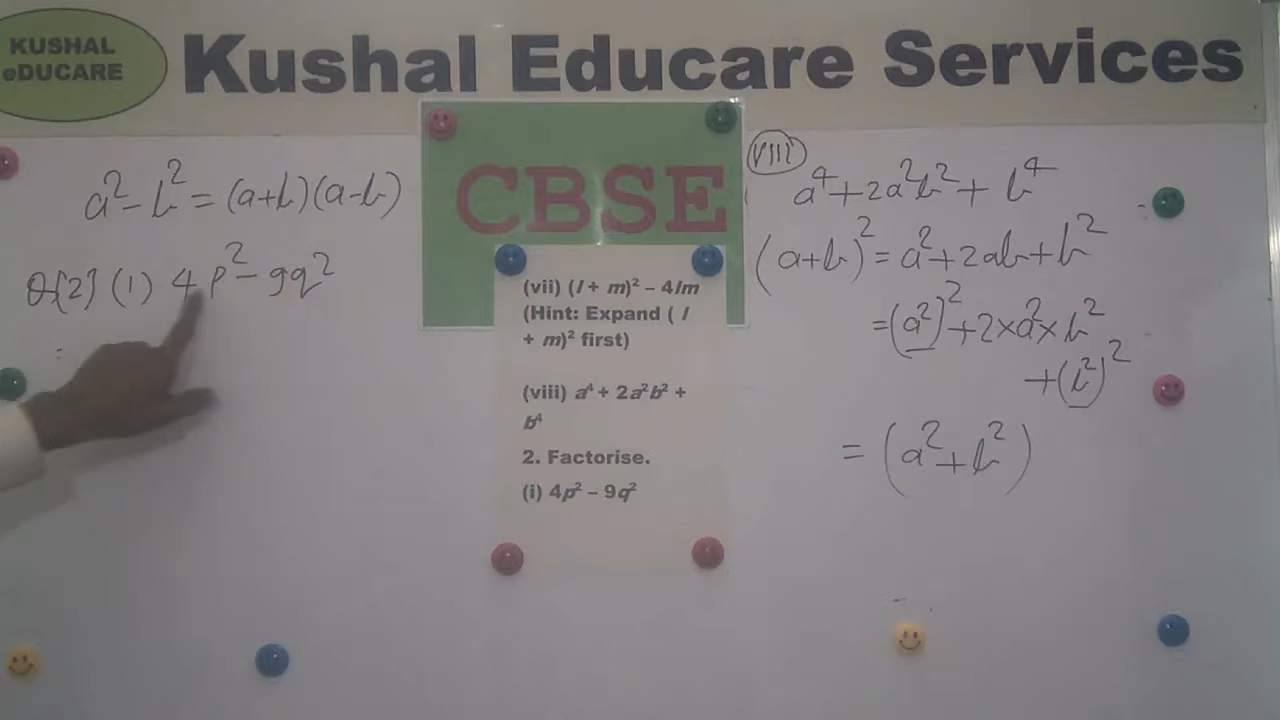 KUSHAL
eDUCARE
Kushal Educare Services
a² - b² = (a+b)(a-b)
Q[2] (1) 4p² - 9q²
CBSE
(vii) (l + m)² – 4lm
(Hint: Expand ( l
+ m)² first)
(viii) a⁴ + 2a²b² +
b⁴
2. Factorise.
(i) 4p² – 9q²
VIII
a⁴ + 2a²b² + b⁴
(a+b)² = a² + 2ab + b²
= (a²)² + 2×a²×b²
+ (b²)²
= (a² + b²)